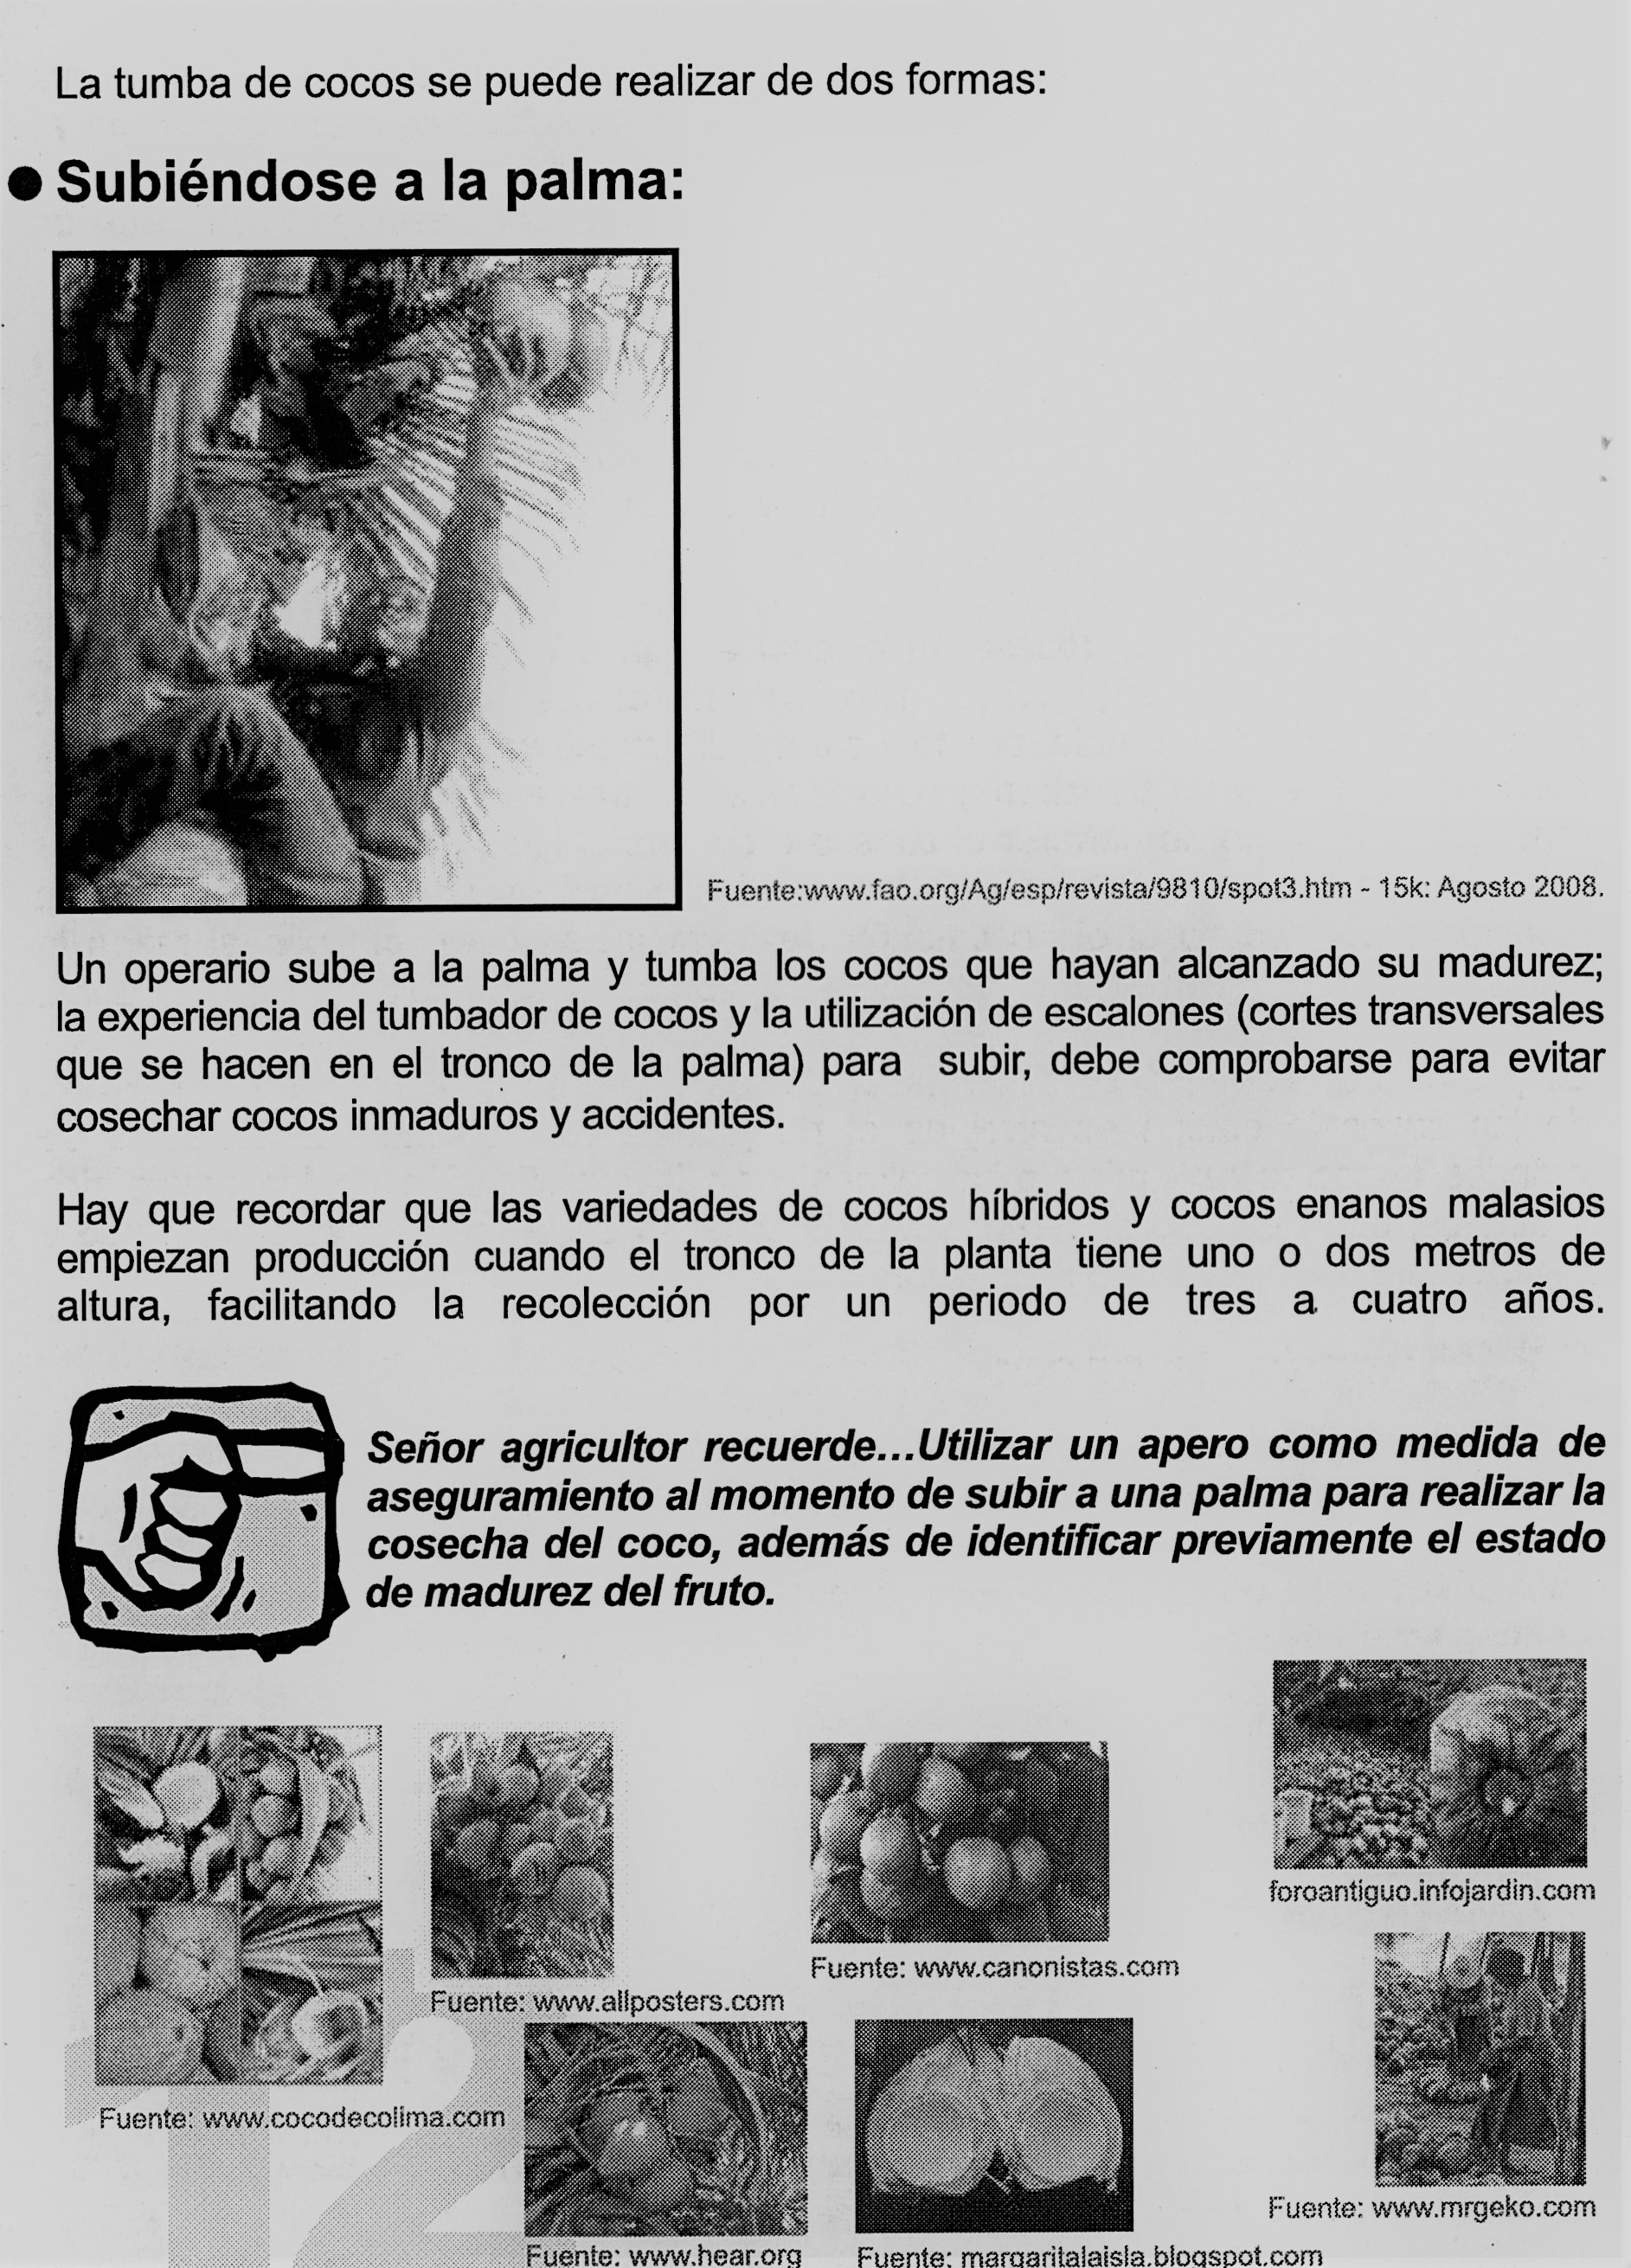 La tumba de cocos se puede realizar de dos formas:
● Subiéndose a la palma:
Fuente:www.fao.org/Ag/esp/revista/9810/spot3.htm - 15k: Agosto 2008.
Un operario sube a la palma y tumba los cocos que hayan alcanzado su madurez;
la experiencia del tumbador de cocos y la utilización de escalones (cortes transversales
que se hacen en el tronco de la palma) para subir, debe comprobarse para evitar
cosechar cocos inmaduros y accidentes.
Hay que recordar que las variedades de cocos híbridos y cocos enanos malasios
empiezan producción cuando el tronco de la planta tiene uno o dos metros de
altura, facilitando la recolección por un periodo de tres a cuatro años.
Señor agricultor recuerde...Utilizar un apero como medida de
aseguramiento al momento de subir a una palma para realizar la
cosecha del coco, además de identificar previamente el estado
de madurez del fruto.
foroantiguo.infojardin.com
Fuente: www.canonistas.com
Fuente: www.allposters.com
Fuente: www.cocodecolima.com
Fuente: www.mrgeko.com
Fuente: www.hear.org
Fuente: margaritalaisla.blogspot.com
12